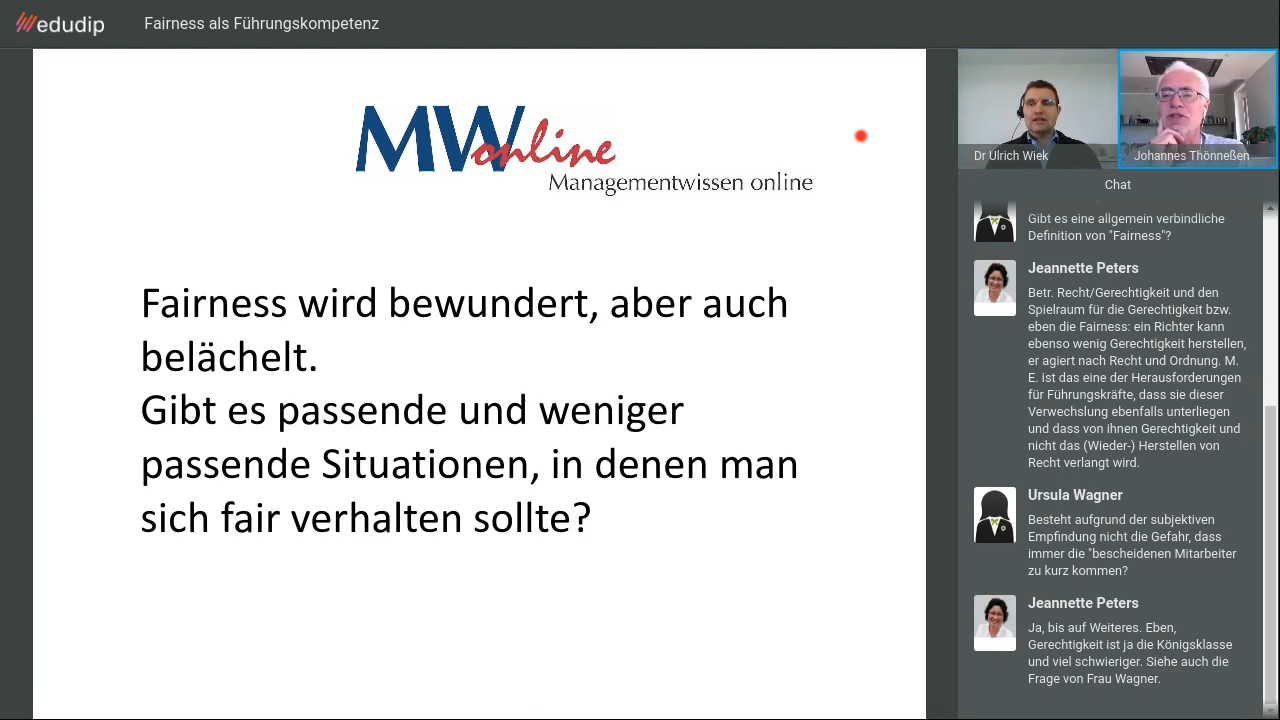 edudip
Fairness als Führungskompetenz
MWonline
Managementwissen online
Fairness wird bewundert, aber auch
belächelt.
Gibt es passende und weniger
passende Situationen, in denen man
sich fair verhalten sollte?
Dr Ulrich Wiek
Johannes Thönneßen
Chat
Gibt es eine allgemein verbindliche
Definition von "Fairness"?
Jeannette Peters
Betr. Recht/Gerechtigkeit und den
Spielraum für die Gerechtigkeit bzw.
eben die Fairness: ein Richter kann
ebenso wenig Gerechtigkeit herstellen,
er agiert nach Recht und Ordnung. M.
E. ist das eine der Herausforderungen
für Führungskräfte, dass sie dieser
Verwechslung ebenfalls unterliegen
und dass von ihnen Gerechtigkeit und
nicht das (Wieder-) Herstellen von
Recht verlangt wird.
Ursula Wagner
Besteht aufgrund der subjektiven
Empfindung nicht die Gefahr, dass
immer die "bescheidenen Mitarbeiter
zu kurz kommen?
Jeannette Peters
Ja, bis auf Weiteres. Eben,
Gerechtigkeit ist ja die Königsklasse
und viel schwieriger. Siehe auch die
Frage von Frau Wagner.